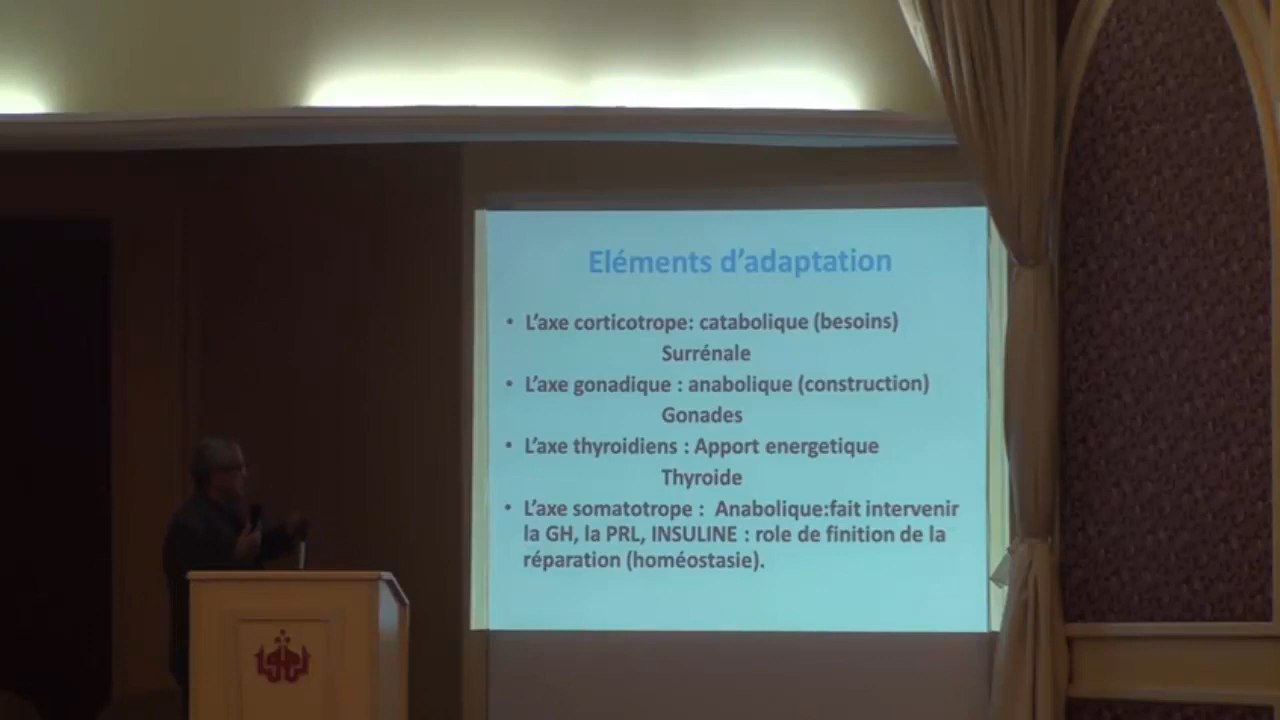 Eléments d'adaptation
• L'axe corticotrope: catabolique (besoins)
Surrénale
• L'axe gonadique : anabolique (construction)
Gonades
• L'axe thyroidiens : Apport energetique
Thyroide
• L'axe somatotrope : Anabolique:fait intervenir
la GH, la PRL, INSULINE : role de finition de la
réparation (homéostasie).